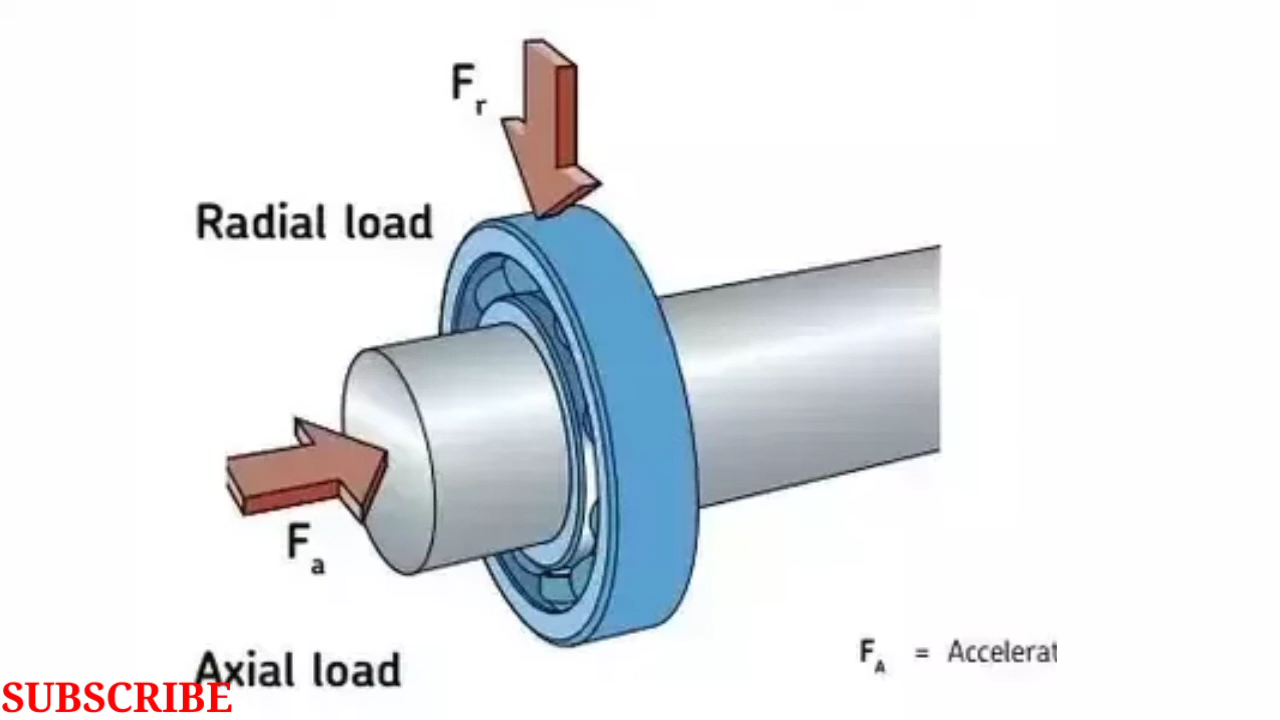 Fr
Radial load
Fa
Axial load
FA = Accelerat
SUBSCRIBE